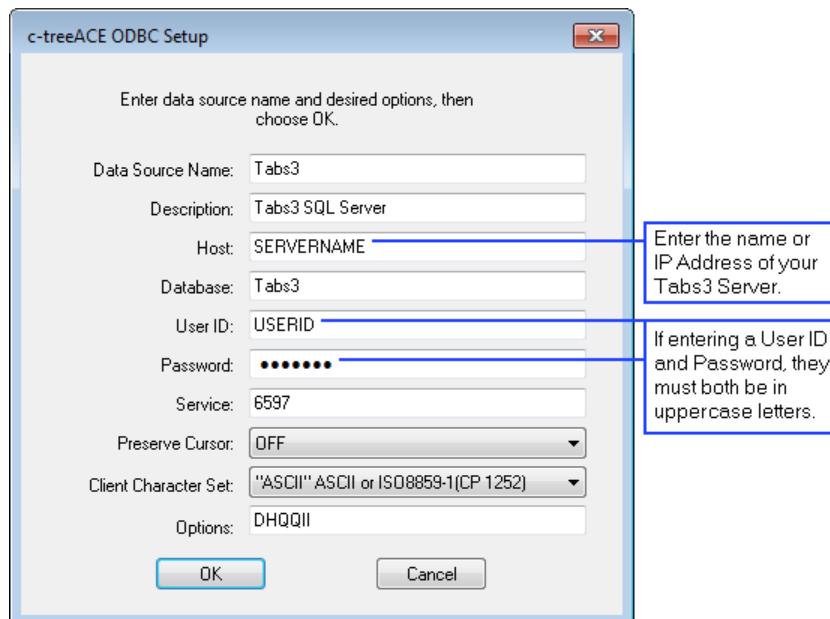 c-treeACE ODBC Setup
Enter data source name and desired options, then
choose OK.
Data Source Name: Tabs3
Description: Tabs3 SQL Server
Host: SERVERNAME
Enter the name or
IP Address of your
Tabs3 Server.
Database: Tabs3
User ID: USERID
If entering a User ID
and Password, they
must both be in
uppercase letters.
Password: •••••••
Service: 6597
Preserve Cursor: OFF
Client Character Set: "ASCII" ASCII or ISO8859-1(CP 1252)
Options: DHQQII
OK
Cancel